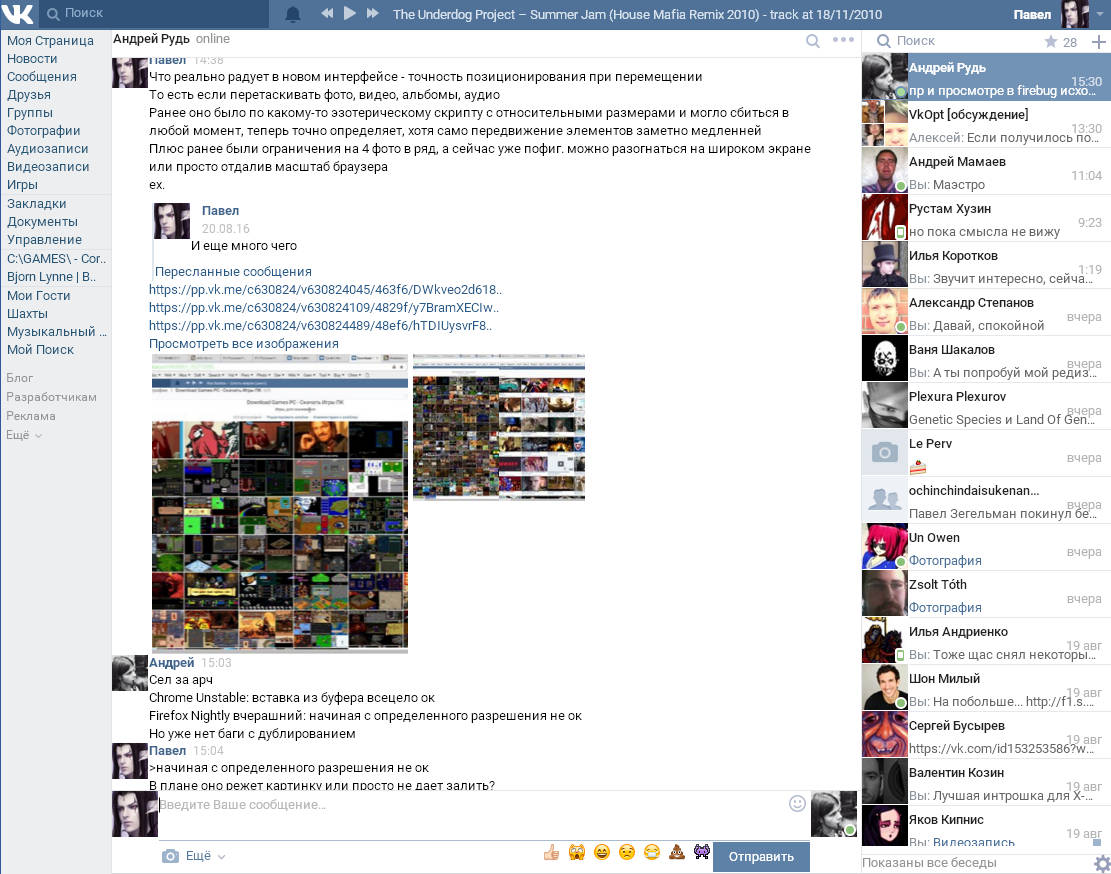 Поиск
The Underdog Project – Summer Jam (House Mafia Remix 2010) - track at 18/11/2010
Павел
Моя Страница
Новости
Сообщения
Друзья
Группы
Фотографии
Аудиозаписи
Видеозаписи
Игры
Закладки
Документы
Управление
C:\GAMES\ - Cor..
Bjorn Lynne | B..
Мои Гости
Шахты
Музыкальный ...
Мой Поиск
Блог
Разработчикам
Реклама
Ещё
Андрей Рудь online
Павел 14:38
Что реально радует в новом интерфейсе - точность позиционирования при перемещении
То есть если перетаскивать фото, видео, альбомы, аудио
Ранее оно было по какому-то эзотерическому скрипту с относительными размерами и могло сбиться в
любой момент, теперь точно определяет, хотя само передвижение элементов заметно медленней
Плюс ранее были ограничения на 4 фото в ряд, а сейчас уже пофиг. можно разогнаться на широком экране
или просто отдалив масштаб браузера
ex.
Павел
20.08.16
И еще много чего
Пересланные сообщения
https://pp.vk.me/c630824/v630824045/463f6/DWkveo2d618..
https://pp.vk.me/c630824/v630824109/4829f/y7BramXECIw..
https://pp.vk.me/c630824/v630824489/48ef6/hTDIUysvrF8..
Просмотреть все изображения
Download Games PC - Скачать Игры ПК
Андрей 15:03
Сел за арч
Chrome Unstable: вставка из буфера всецело ок
Firefox Nightly вчерашний: начиная с определенного разрешения не ок
Но уже нет баги с дублированием
Павел 15:04
>начиная с определенного разрешения не ок
В плане оно режет картинку или просто не дает залить?
Введите Ваше сообщение...
Ещё
Отправить
Поиск
28
Андрей Рудь
15:30
пр и просмотре в firebug исхо...
VkOpt [обсуждение]
13:30
Алексей: Если получилось по...
Андрей Мамаев
11:04
Вы: Маэстро
Рустам Хузин
9:23
но пока смысла не вижу
Илья Коротков
1:19
Вы: Звучит интересно, сейча...
Александр Степанов
вчера
Вы: Давай, спокойной
Ваня Шакалов
вчера
Вы: А ты попробуй мой редиз...
Plexura Plexurov
вчера
Genetic Species и Land Of Gen...
Le Perv
вчера
ochinchindaisukenan...
вчера
Павел Зегельман покинул бе...
Un Owen
вчера
Фотография
Zsolt Tóth
вчера
Фотография
Илья Андриенко
19 авг
Вы: Тоже щас снял некоторы...
Шон Милый
19 авг
Вы: На побольше... http://f1.s...
Сергей Бусырев
19 авг
https://vk.com/id153253586?w...
Валентин Козин
19 авг
Вы: Лучшая интрошка для X-...
Яков Кипнис
19 авг
Вы: Видеозапись
Показаны все беседы